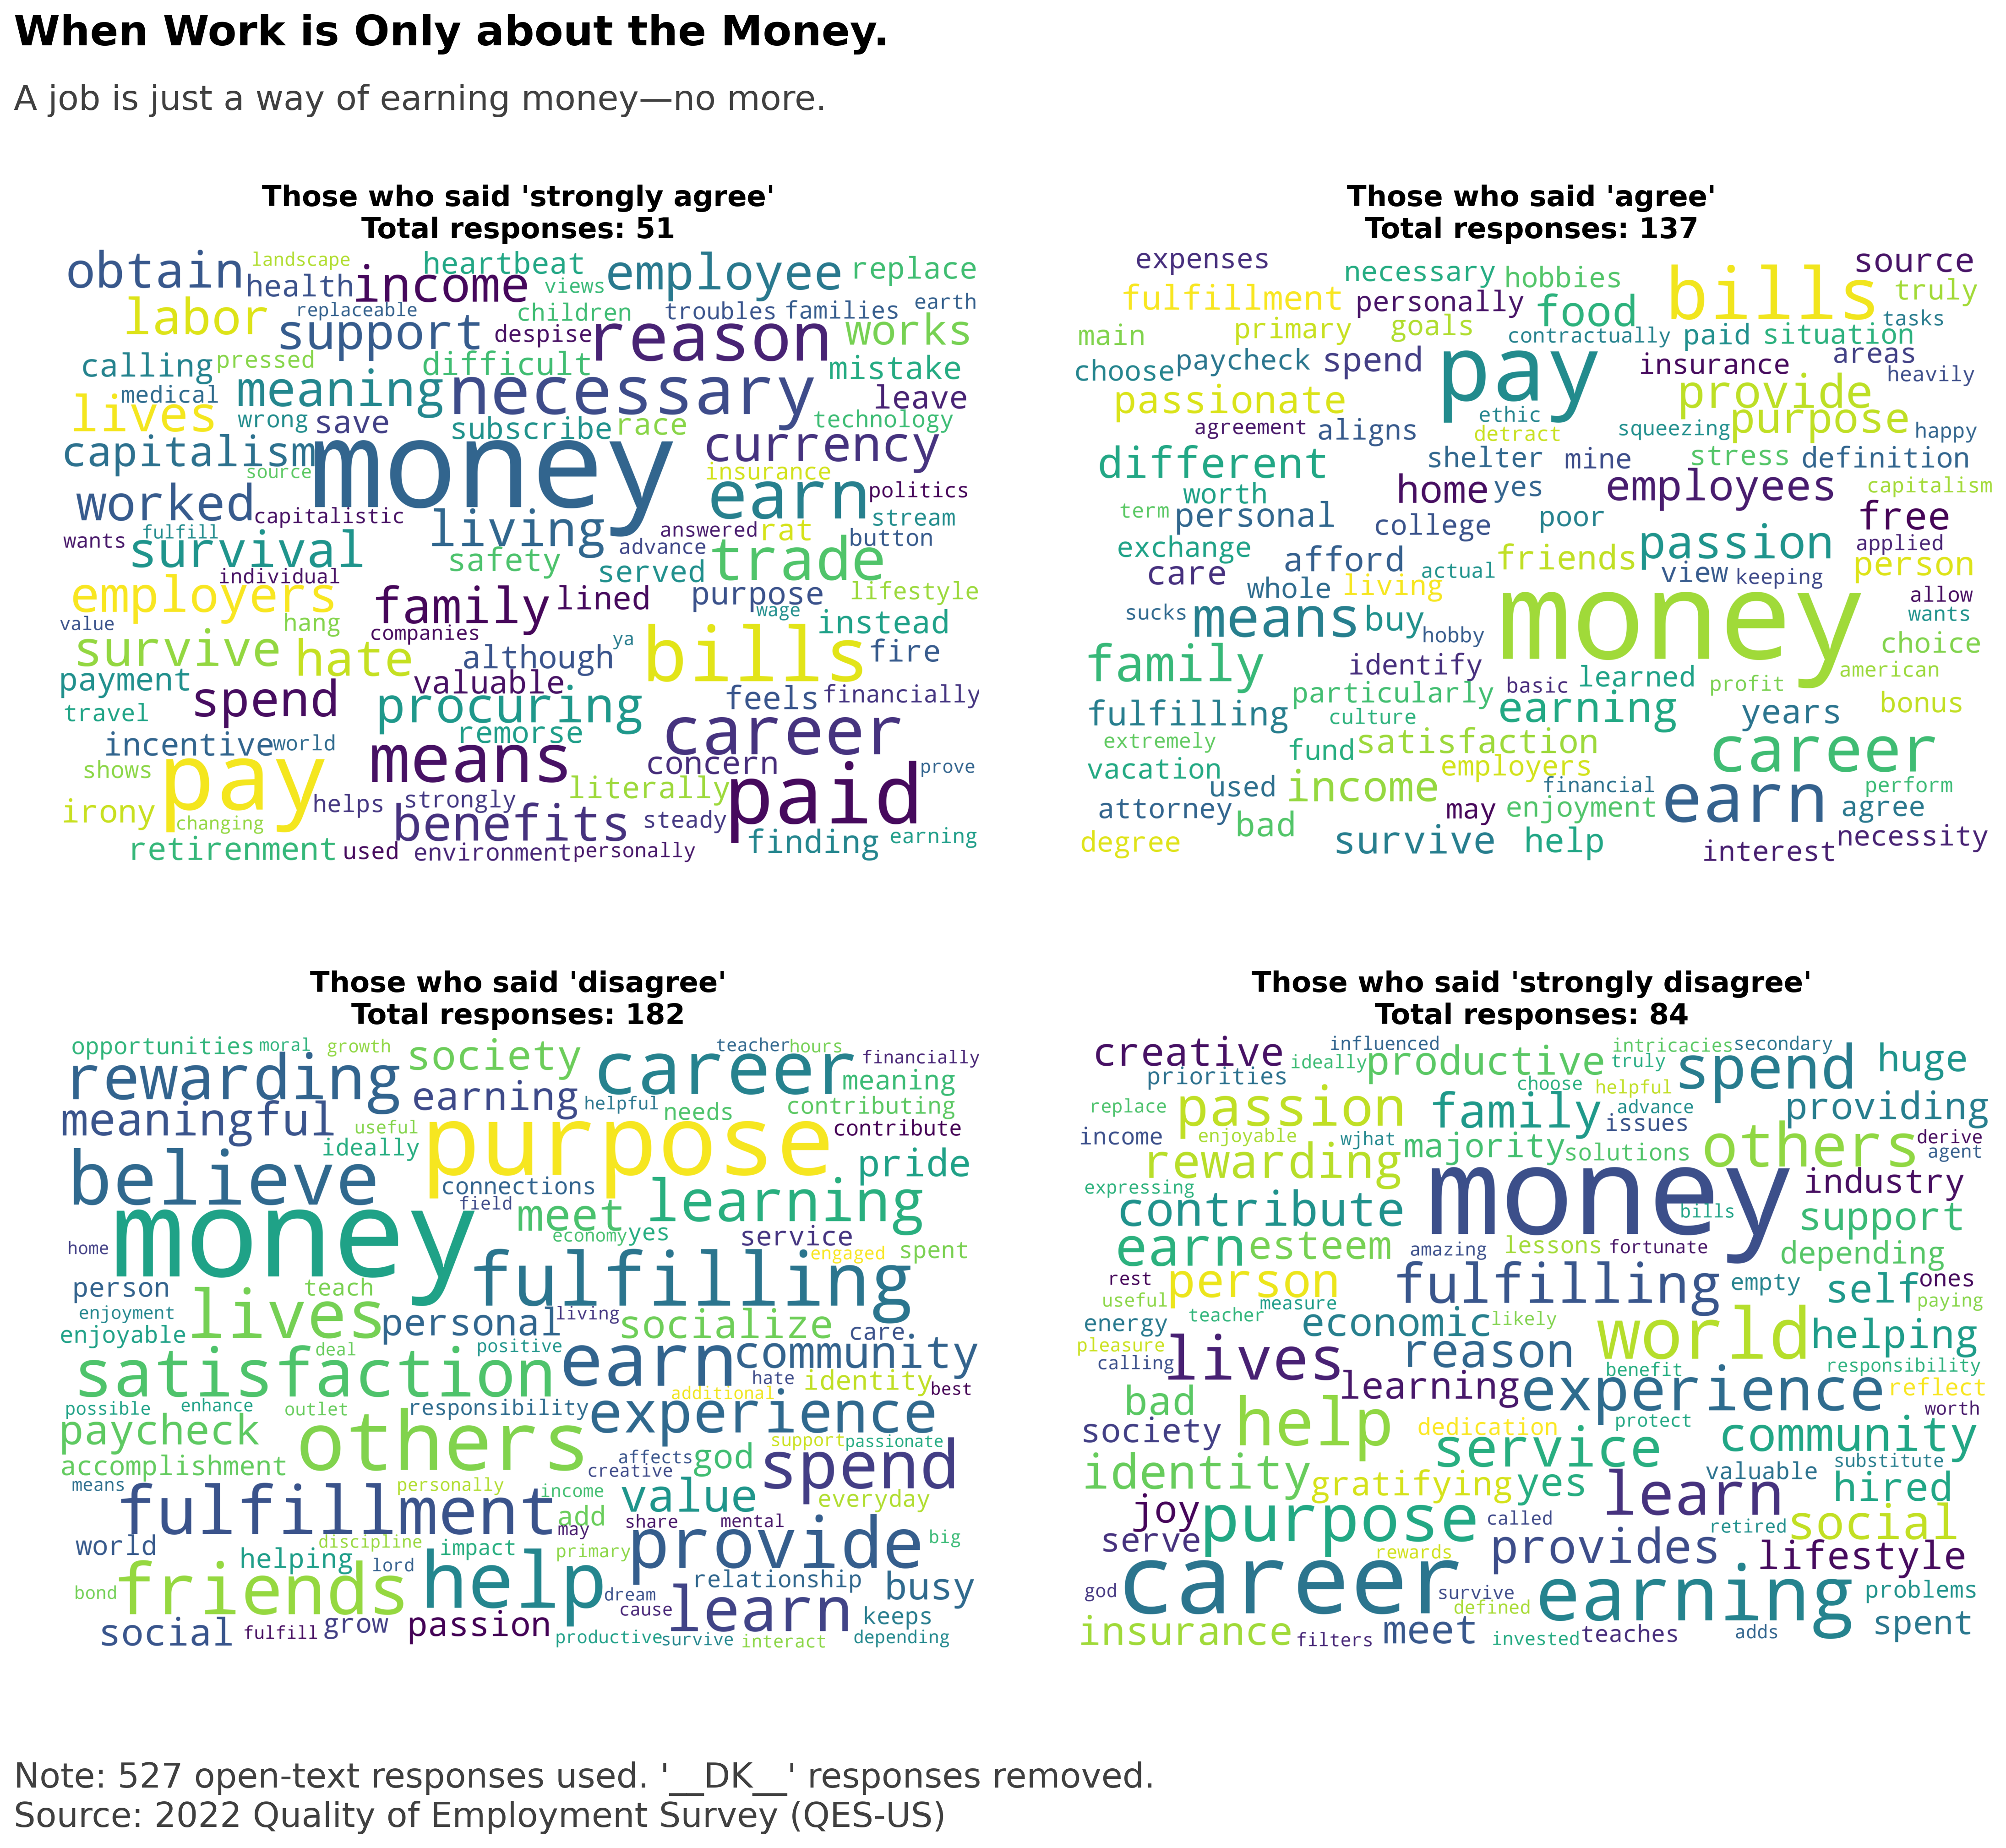 When Work is Only about the Money.
A job is just a way of earning money—no more.
Those who said 'strongly agree'
Total responses: 51
obtain landscape heartbeat employee replace
health income views
labor replaceable children troubles families earth
support despise reason works
calling pressed difficult mistake
medical meaning necessary leave
lives wrong save subscribe race technology
capitalism money currency
source insurance
worked earn politics
capitalistic living answered rat stream
wants fulfill survival safety advance button
individual served trade
employers family lined purpose lifestyle
value hang companies wage instead
survive hate although ya bills fire
payment valuable feels financially
travel spend procuring
incentive world remorse career
shows means concern prove
pay literally paid
irony helps strongly
changing benefits steady finding earning
retirenment used environment personally
Those who said 'agree'
Total responses: 137
expenses necessary hobbies bills source
fulfillment personally food truly
main primary goals contractually paid situation tasks
choose paycheck spend pay insurance areas heavily
passionate provide
agreement aligns ethic detract squeezing purpose happy
different shelter mine stress definition
worth home yes employees capitalism
term personal college poor free
exchange afford friends passion applied
care whole living actual view keeping person
sucks means buy hobby money allow wants
family identify choice
particularly basic learned profit american
fulfilling culture earning years bonus
extremely fund satisfaction career
vacation used employers
attorney income financial perform
bad may enjoyment earn agree
degree survive help interest necessity
Those who said 'disagree'
Total responses: 182
opportunities moral growth society career teacher hours financially
rewarding earning meaning
meaningful useful helpful needs contributing
ideally purpose contribute
believe connections pride
money field meet learning
home economy yes service engaged spent
person teach fulfilling
enjoyment lives living
enjoyable personal socialize care
satisfaction deal positive earn community
hate identity best
possible enhance outlet responsibility additional experience
paycheck others support passionate
accomplishment affects god spend
means personally creative
fulfillment income value everyday
add may share mental
world discipline impact primary provide big
helping lord relationship
bond friends help dream busy
cause learn keeps
social fulfill grow passion productive survive interact depending
Those who said 'strongly disagree'
Total responses: 84
creative influenced intricacies secondary
priorities ideally productive truly spend huge
replace passion choose helpful
income enjoyable family advance issues providing
rewarding wjhat majority solutions others derive agent
expressing contribute money industry
bills support
earn esteem amazing lessons fortunate depending
rest person fulfilling empty self ones
useful teacher measure paying
energy economic likely world helping
pleasure calling lives reason benefit responsibility
bad learning experience reflect
society help dedication protect worth
service community
identity gratifying yes valuable substitute
joy learn hired
serve purpose called retired social
rewards provides lifestyle
god career survive defined earning problems
insurance filters meet invested teaches adds spent
Note: 527 open-text responses used. '__DK__' responses removed.
Source: 2022 Quality of Employment Survey (QES-US)